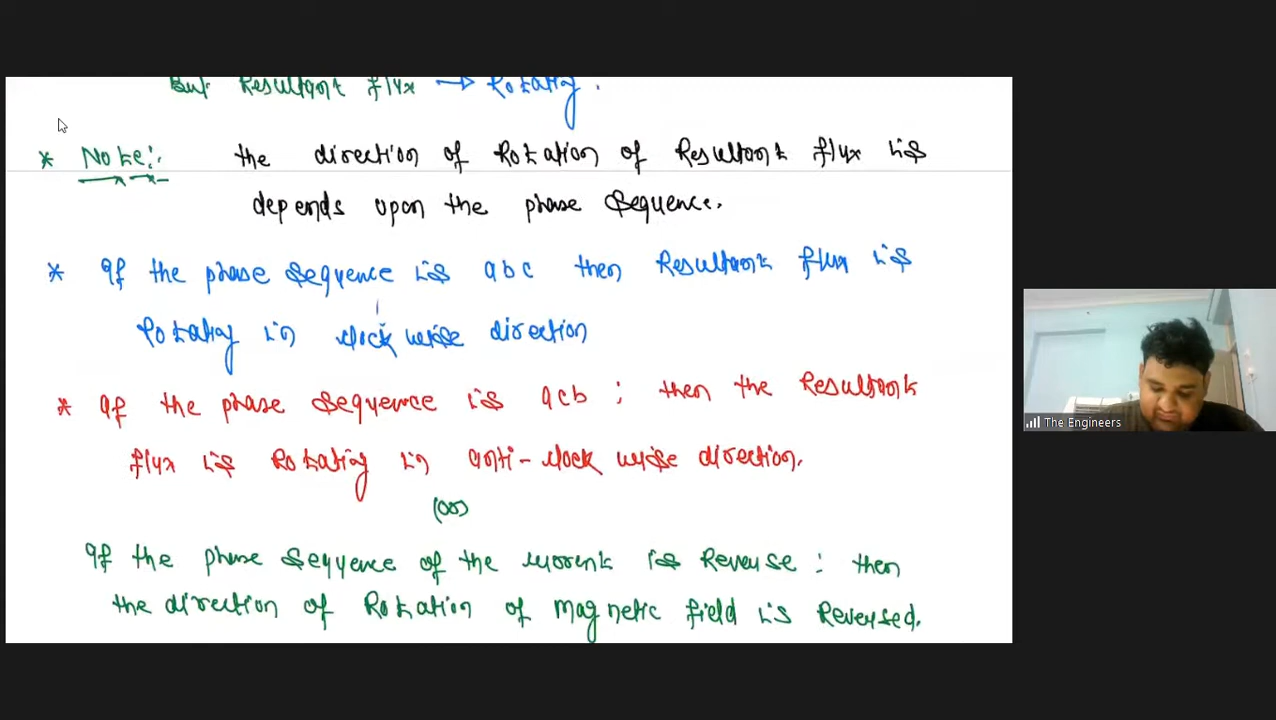 But Resultant flux → Rotating.
* Note:- the direction of Rotation of Resultant flux is
depends upon the phase sequence.
* If the phase sequence is abc then Resultant flux is
Rotating in clock wise direction
* If the phase sequence is acb ; then the Resultant
flux is Rotating in anti-clock wise direction.
(or)
If the phase sequence of the current is Reverse ; then
the direction of Rotation of magnetic field is Reversed.
The Engineers